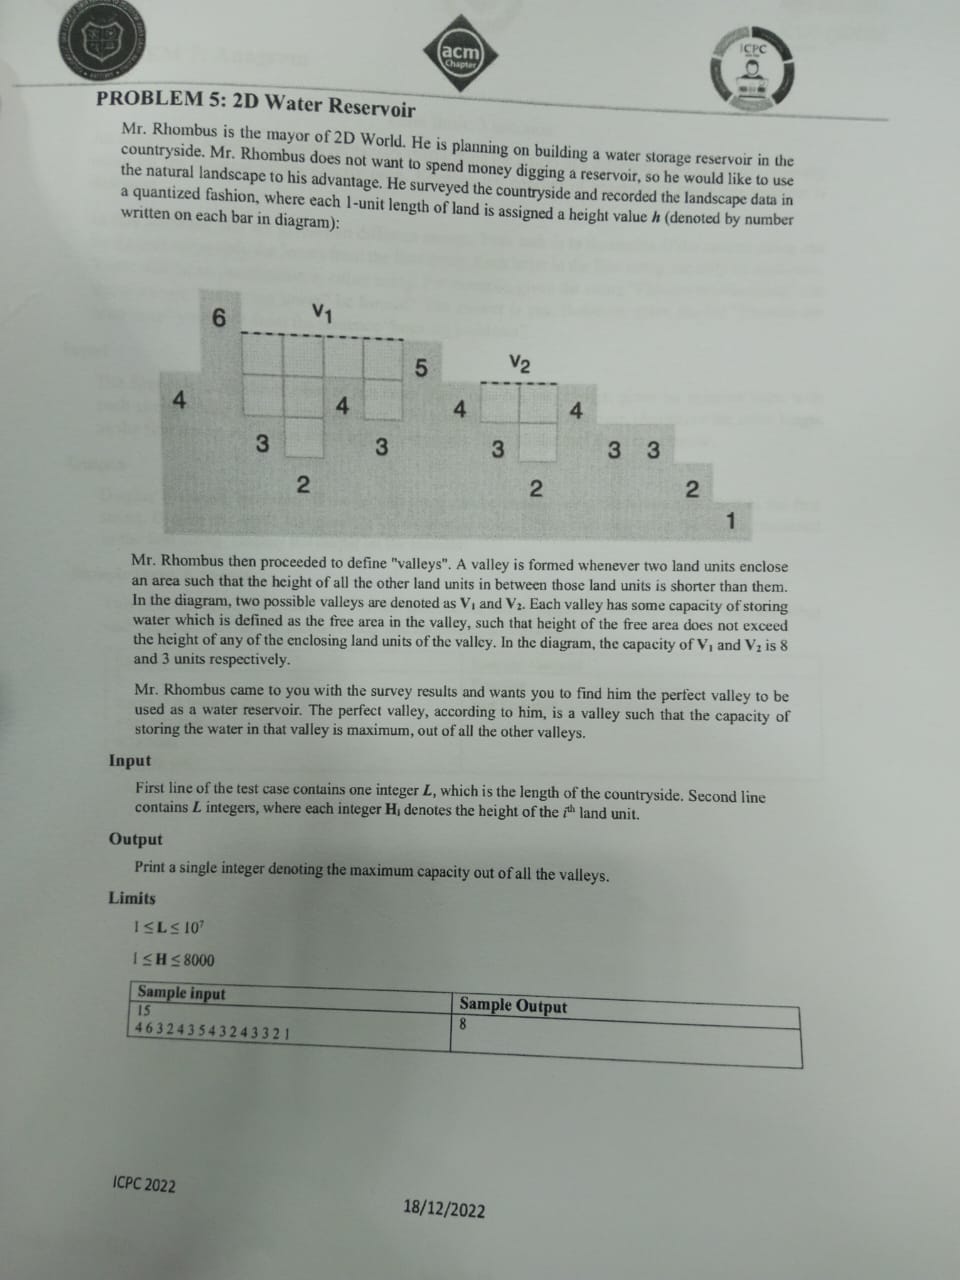 acm
Chapter
ICPC
PROBLEM 5: 2D Water Reservoir
Mr. Rhombus is the mayor of 2D World. He is planning on building a water storage reservoir in the
countryside. Mr. Rhombus does not want to spend money digging a reservoir, so he would like to use
the natural landscape to his advantage. He surveyed the countryside and recorded the landscape data in
a quantized fashion, where each 1-unit length of land is assigned a height value h (denoted by number
written on each bar in diagram):
6 V1
5 V2
4 4 4 4
3 3 3 3 3
2 2 2
1
Mr. Rhombus then proceeded to define "valleys". A valley is formed whenever two land units enclose
an area such that the height of all the other land units in between those land units is shorter than them.
In the diagram, two possible valleys are denoted as V₁ and V₂. Each valley has some capacity of storing
water which is defined as the free area in the valley, such that height of the free area does not exceed
the height of any of the enclosing land units of the valley. In the diagram, the capacity of V₁ and V₂ is 8
and 3 units respectively.
Mr. Rhombus came to you with the survey results and wants you to find him the perfect valley to be
used as a water reservoir. The perfect valley, according to him, is a valley such that the capacity of
storing the water in that valley is maximum, out of all the other valleys.
Input
First line of the test case contains one integer L, which is the length of the countryside. Second line
contains L integers, where each integer Hᵢ denotes the height of the iᵗʰ land unit.
Output
Print a single integer denoting the maximum capacity out of all the valleys.
Limits
1 ≤ L ≤ 10⁷
1 ≤ H ≤ 8000
Sample input Sample Output
15 8
4 6 3 2 4 3 5 4 3 2 4 3 3 2 1
ICPC 2022
18/12/2022